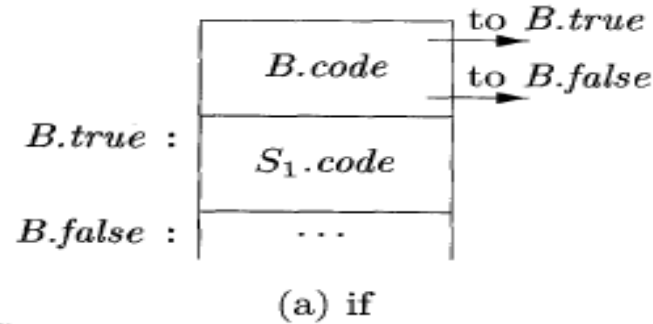 to B.true
B.code
to B.false
B.true :
S₁.code
B.false : ...
(a) if